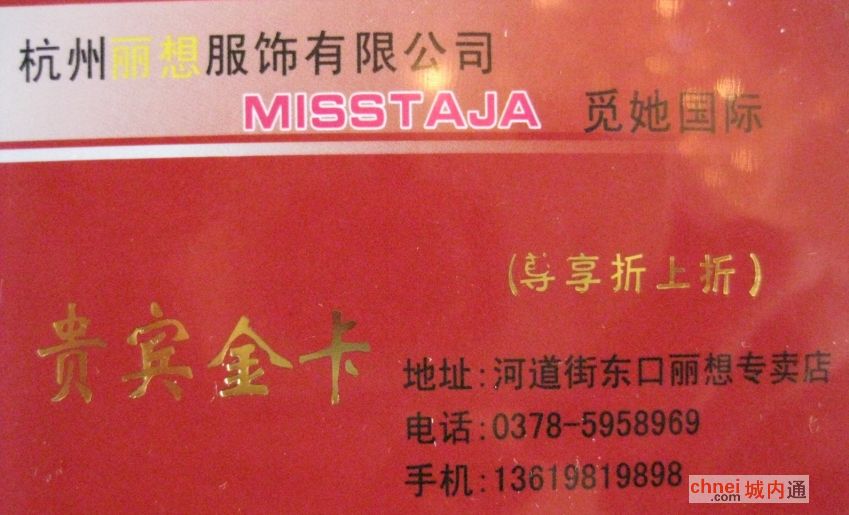 杭州丽想服饰有限公司
MISSTAJA 觅她国际
(尊享折上折)
贵宾金卡
地址:河道街东口丽想专卖店
电话:0378-5958969
手机:13619819898
chnei.com 城内通